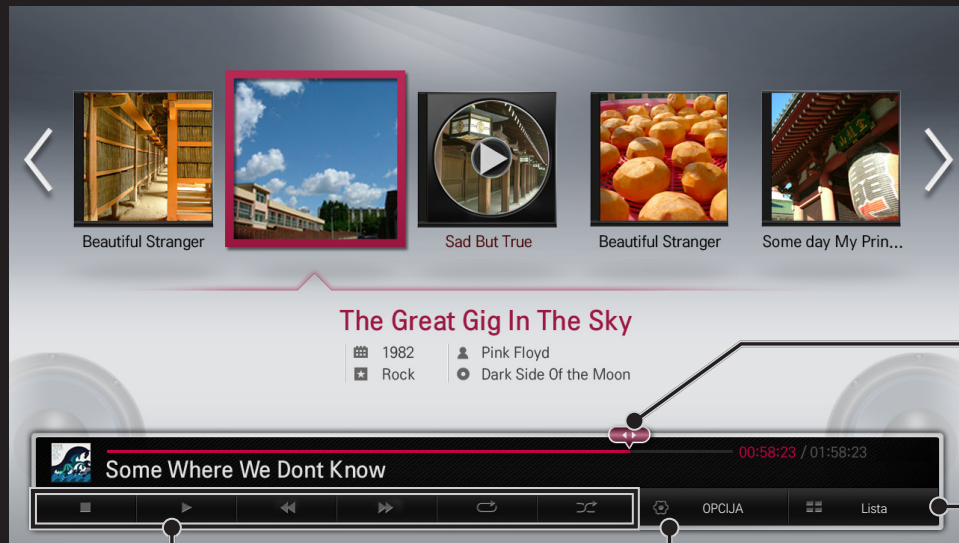 Beautiful Stranger
Sad But True
Beautiful Stranger
Some day My Prin...
The Great Gig In The Sky
1982
Pink Floyd
Rock
Dark Side Of the Moon
00:58:23 / 01:58:23
Some Where We Dont Know
OPCIJA
Lista